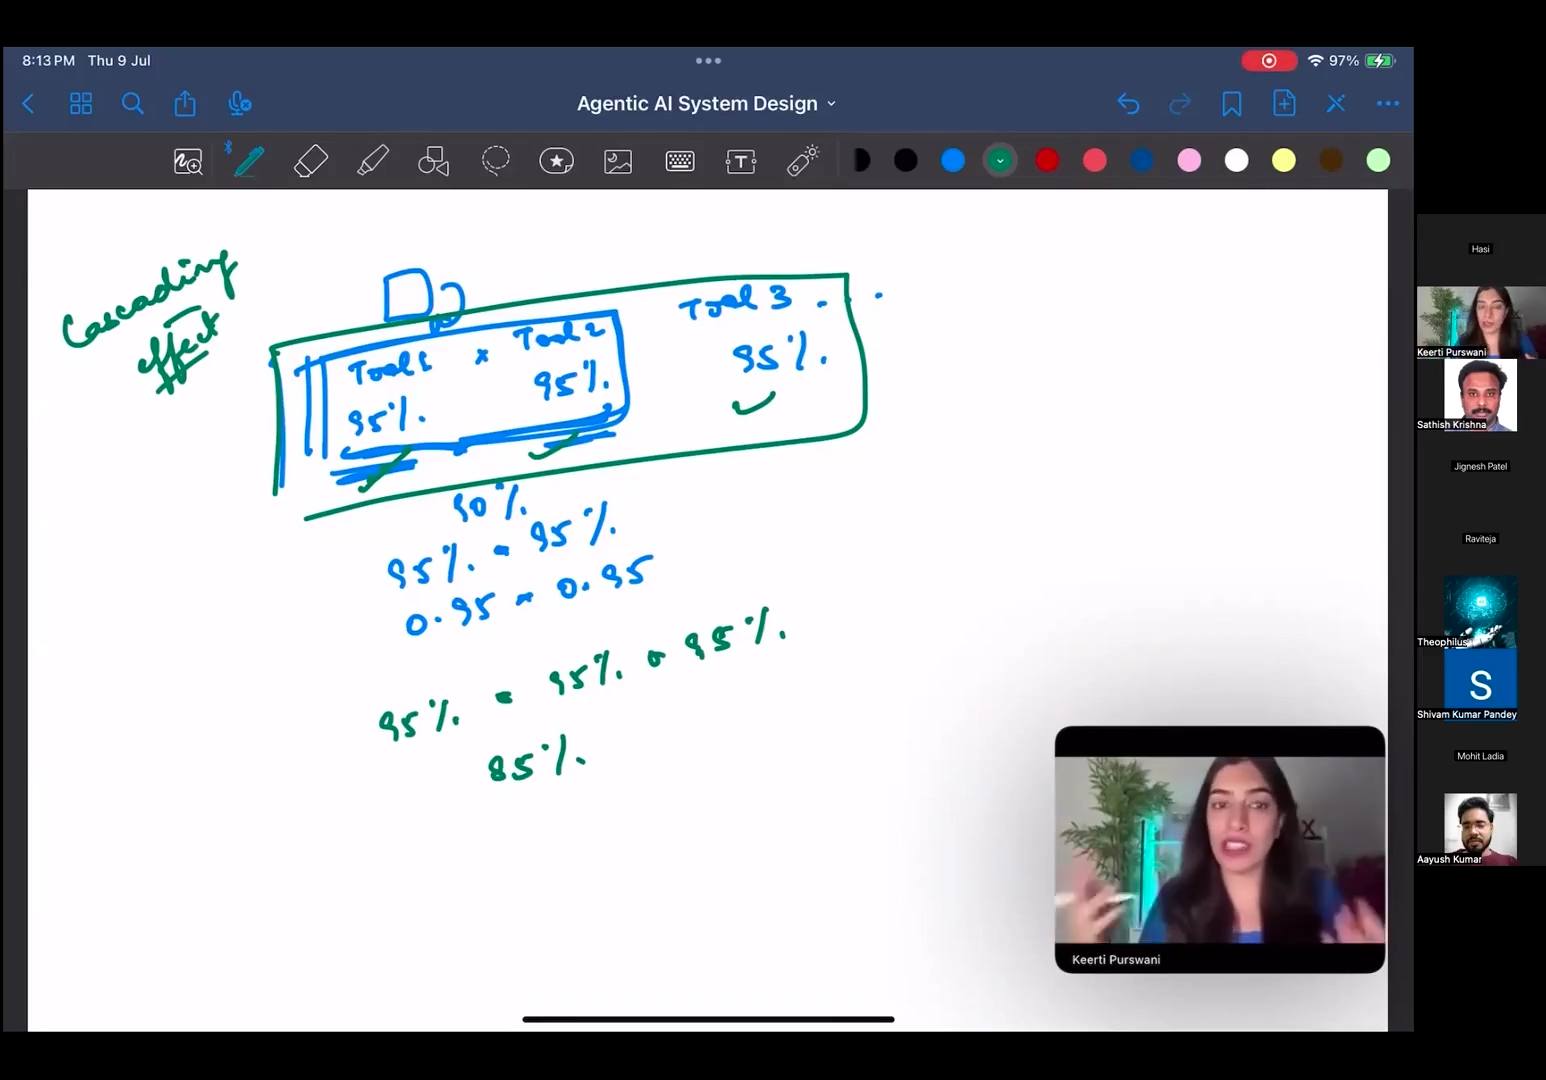 8:13 PM Thu 9 Jul
97%
Agentic AI System Design
T
Cascading
effect
Tool 1 × Tool 2
Tool 3 . . .
95%. 95%. 95%.
90%.
95%. * 95%.
0.95 * 0.95
95%. * 95%. * 95%.
85%.
Keerti Purswani
Hasi
Keerti Purswani
Sathish Krishna
Jignesh Patel
Raviteja
Theophilus
S
Shivam Kumar Pandey
Mohit Ladia
Aayush Kumar